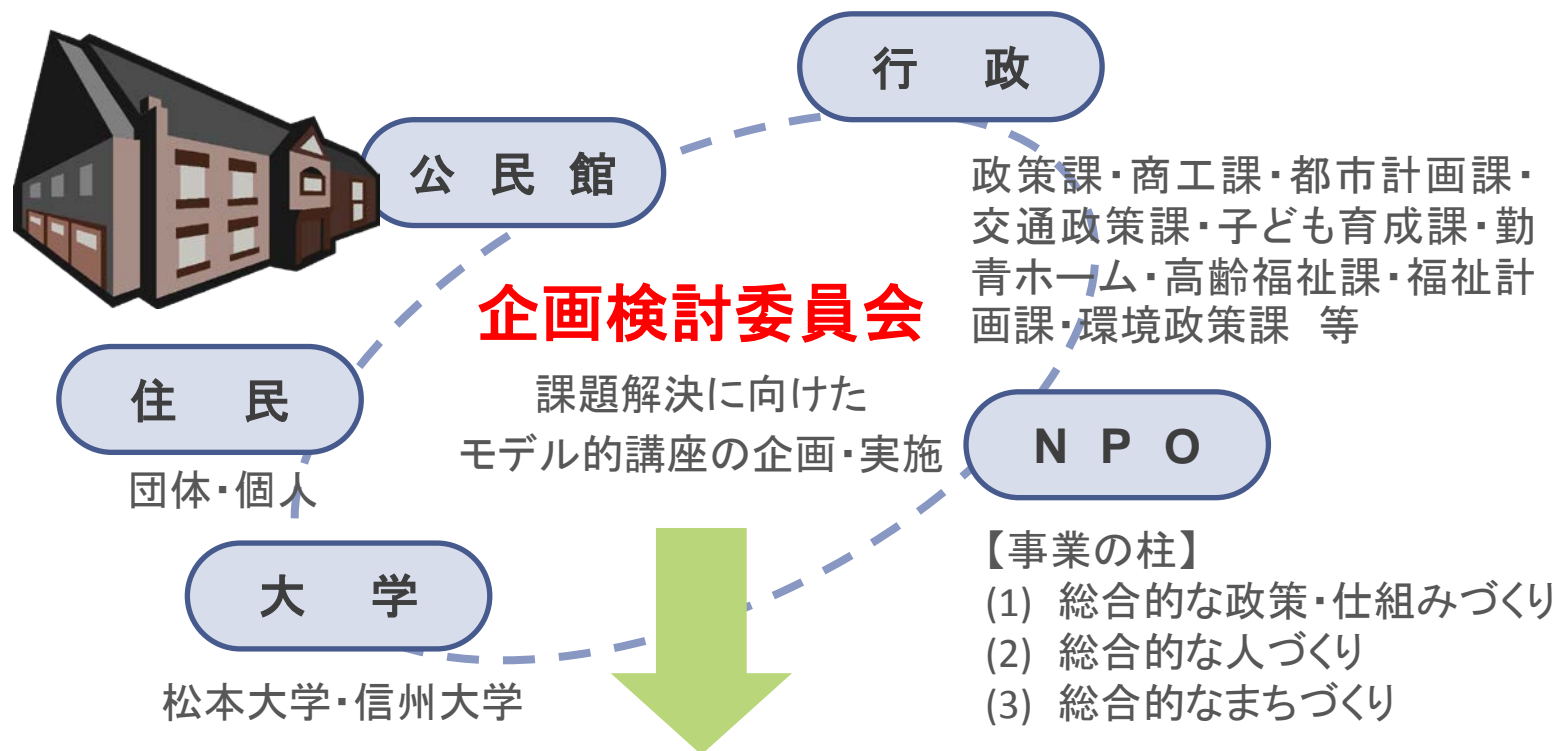 行　政
公 民 館
政策課・商工課・都市計画課・
交通政策課・子ども育成課・勤
青ホーム・高齢福祉課・福祉計
画課・環境政策課　等
企画検討委員会
課題解決に向けた
モデル的講座の企画・実施
住　民
団体・個人
N P O
大　学
松本大学・信州大学
【事業の柱】
(1) 総合的な政策・仕組みづくり
(2) 総合的な人づくり
(3) 総合的なまちづくり